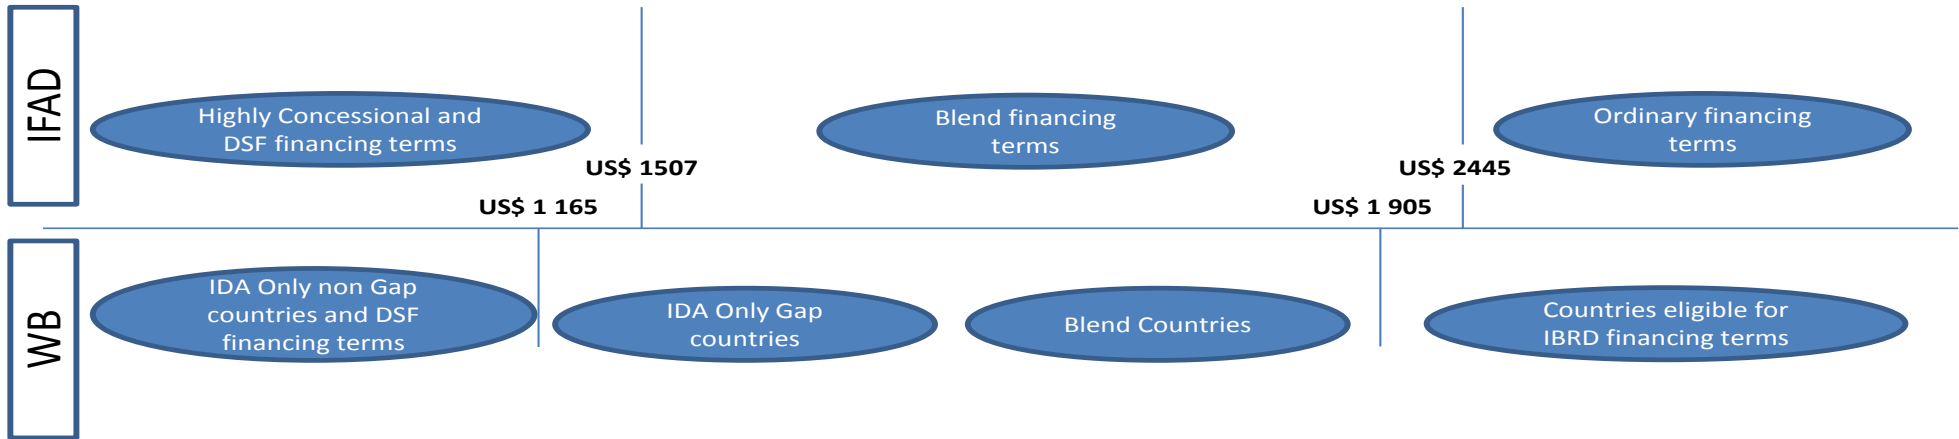 IFAD
Highly Concessional and
DSF financing terms
Blend financing
terms
Ordinary financing
terms
US$ 1507
US$ 2445
US$ 1 165
US$ 1 905
WB
IDA Only non Gap
countries and DSF
financing terms
IDA Only Gap
countries
Blend Countries
Countries eligible for
IBRD financing terms